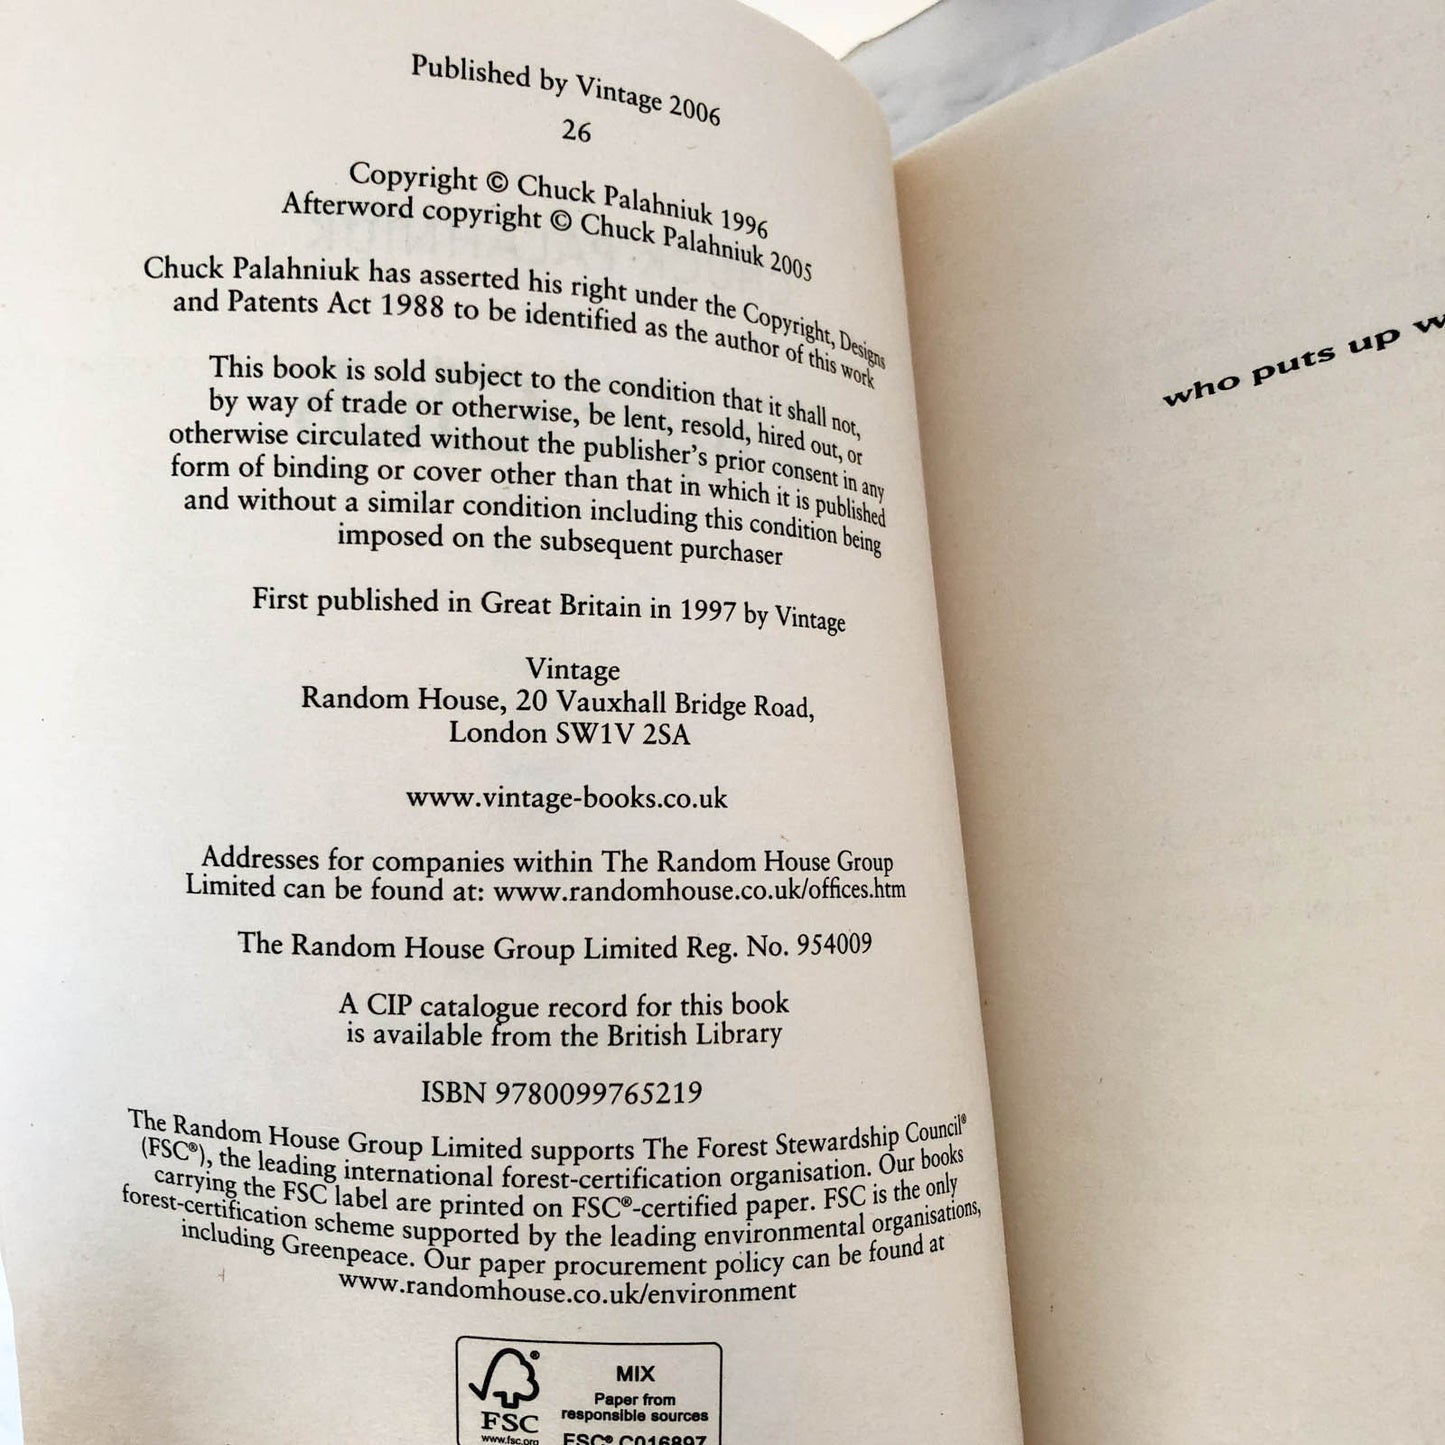 Published by Vintage 2006
26
Copyright © Chuck Palahniuk 1996
Afterword copyright © Chuck Palahniuk 2005
Chuck Palahniuk has asserted his right under the Copyright, Designs
and Patents Act 1988 to be identified as the author of this work
This book is sold subject to the condition that it shall not,
by way of trade or otherwise, be lent, resold, hired out, or
otherwise circulated without the publisher's prior consent in any
form of binding or cover other than that in which it is published
and without a similar condition including this condition being
imposed on the subsequent purchaser
First published in Great Britain in 1997 by Vintage
Vintage
Random House, 20 Vauxhall Bridge Road,
London SW1V 2SA
www.vintage-books.co.uk
Addresses for companies within The Random House Group
Limited can be found at: www.randomhouse.co.uk/offices.htm
The Random House Group Limited Reg. No. 954009
A CIP catalogue record for this book
is available from the British Library
ISBN 9780099765219
The Random House Group Limited supports The Forest Stewardship Council®
(FSC®), the leading international forest-certification organisation. Our books
carrying the FSC label are printed on FSC®-certified paper. FSC is the only
forest-certification scheme supported by the leading environmental organisations,
including Greenpeace. Our paper procurement policy can be found at
www.randomhouse.co.uk/environment
FSC
www.fsc.org
MIX
Paper from
responsible sources
FSC® C016897
who puts up w